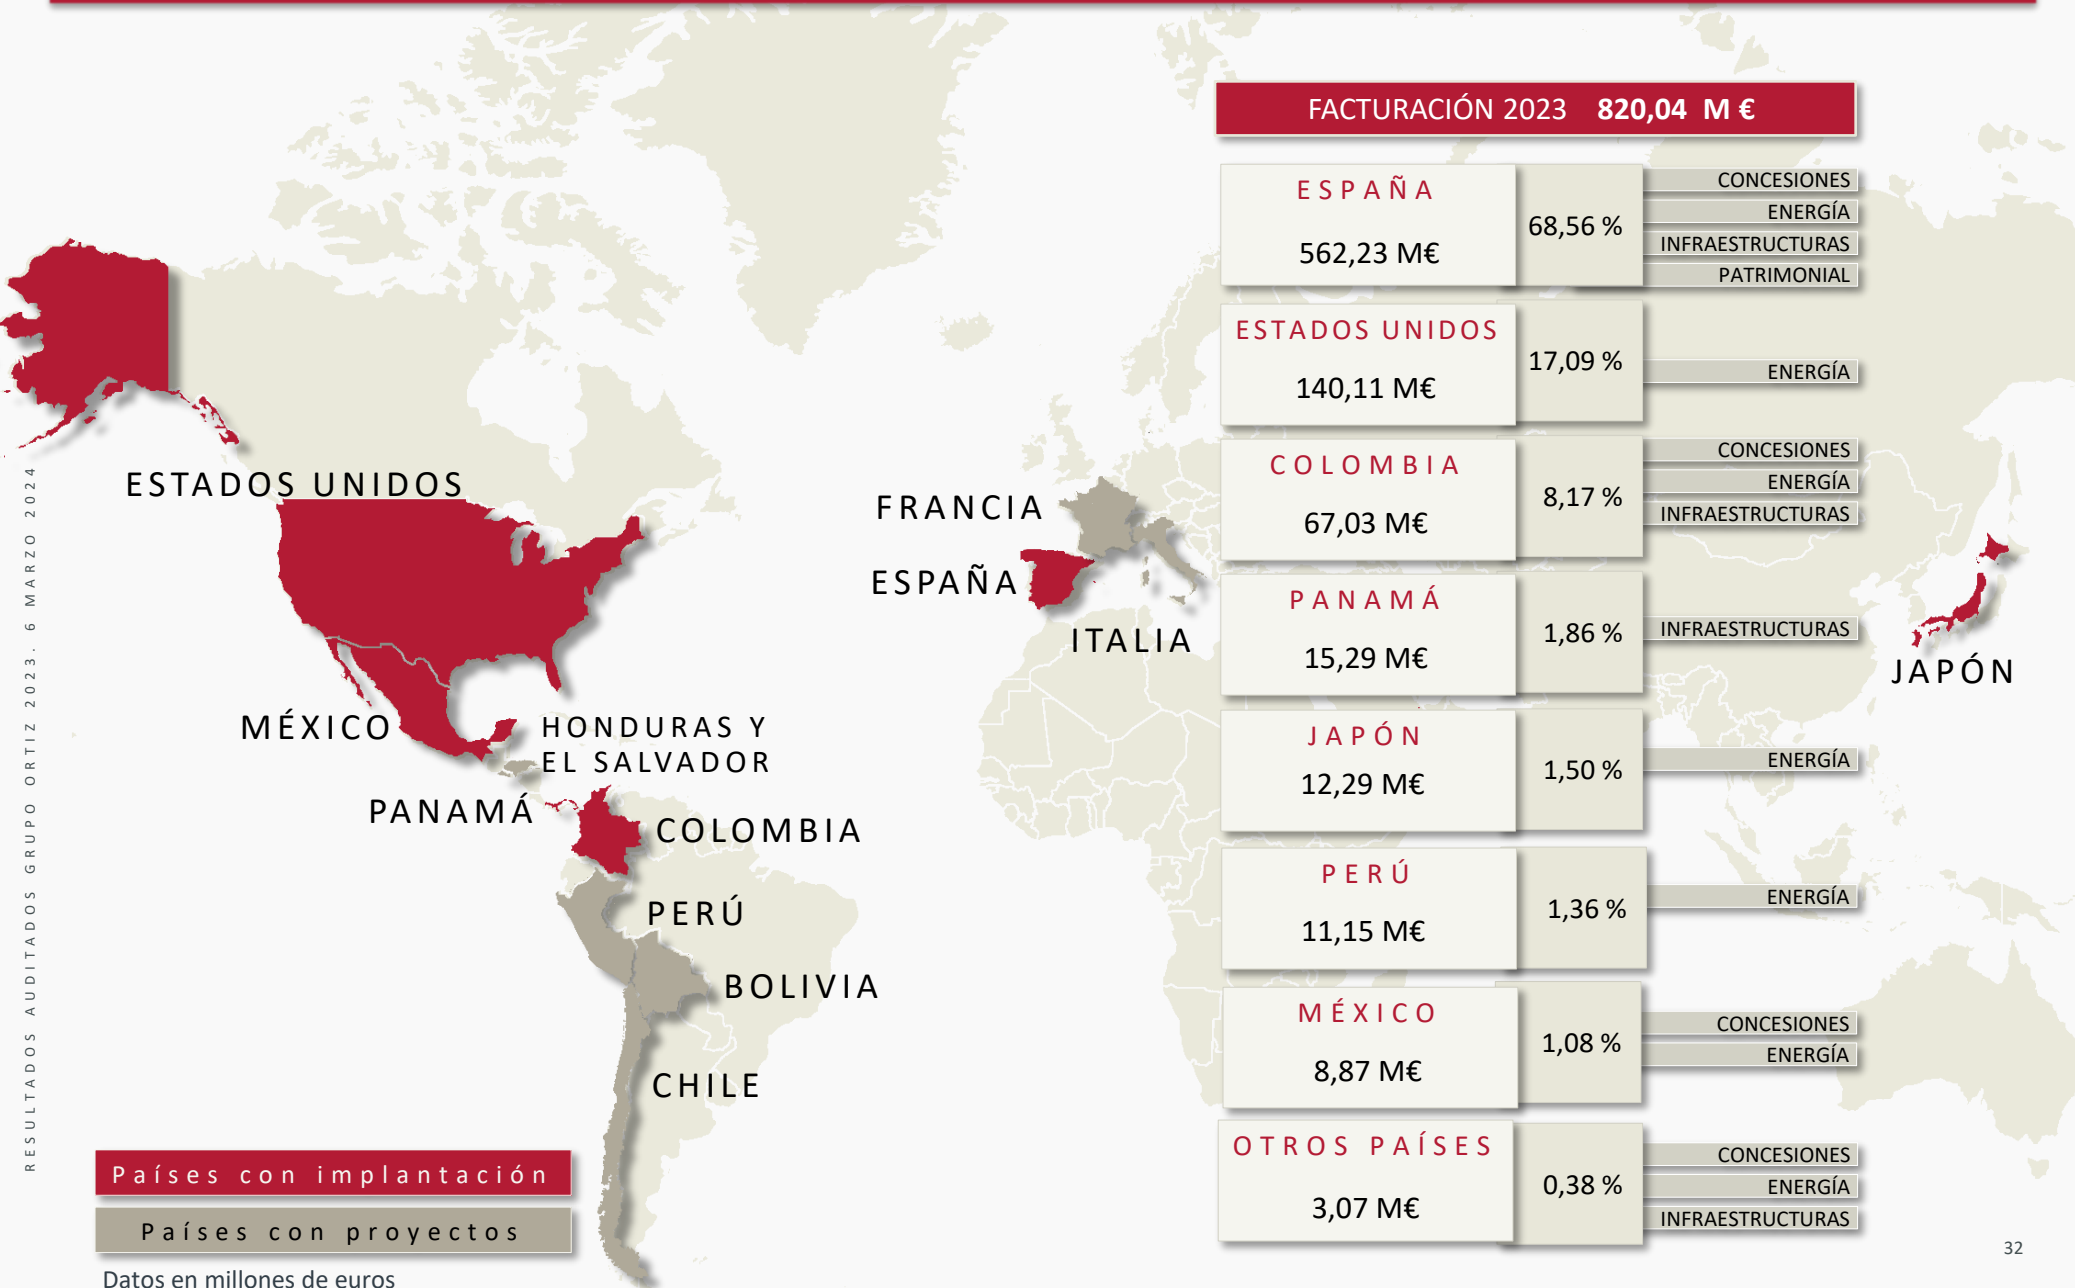 FACTURACIÓN 2023 820,04 M €
ESPAÑA
562,23 M€
68,56 %
CONCESIONES
ENERGÍA
INFRAESTRUCTURAS
PATRIMONIAL
ESTADOS UNIDOS
140,11 M€
17,09 %
ENERGÍA
COLOMBIA
67,03 M€
8,17 %
CONCESIONES
ENERGÍA
INFRAESTRUCTURAS
PANAMÁ
15,29 M€
1,86 %
INFRAESTRUCTURAS
JAPÓN
12,29 M€
1,50 %
ENERGÍA
PERÚ
11,15 M€
1,36 %
ENERGÍA
MÉXICO
8,87 M€
1,08 %
CONCESIONES
ENERGÍA
OTROS PAÍSES
3,07 M€
0,38 %
CONCESIONES
ENERGÍA
INFRAESTRUCTURAS
ESTADOS UNIDOS
MÉXICO
HONDURAS Y
EL SALVADOR
PANAMÁ
COLOMBIA
PERÚ
BOLIVIA
CHILE
FRANCIA
ESPAÑA
ITALIA
JAPÓN
Países con implantación
Países con proyectos
Datos en millones de euros
RESULTADOS AUDITADOS GRUPO ORTIZ 2023. 6 MARZO 2024
32